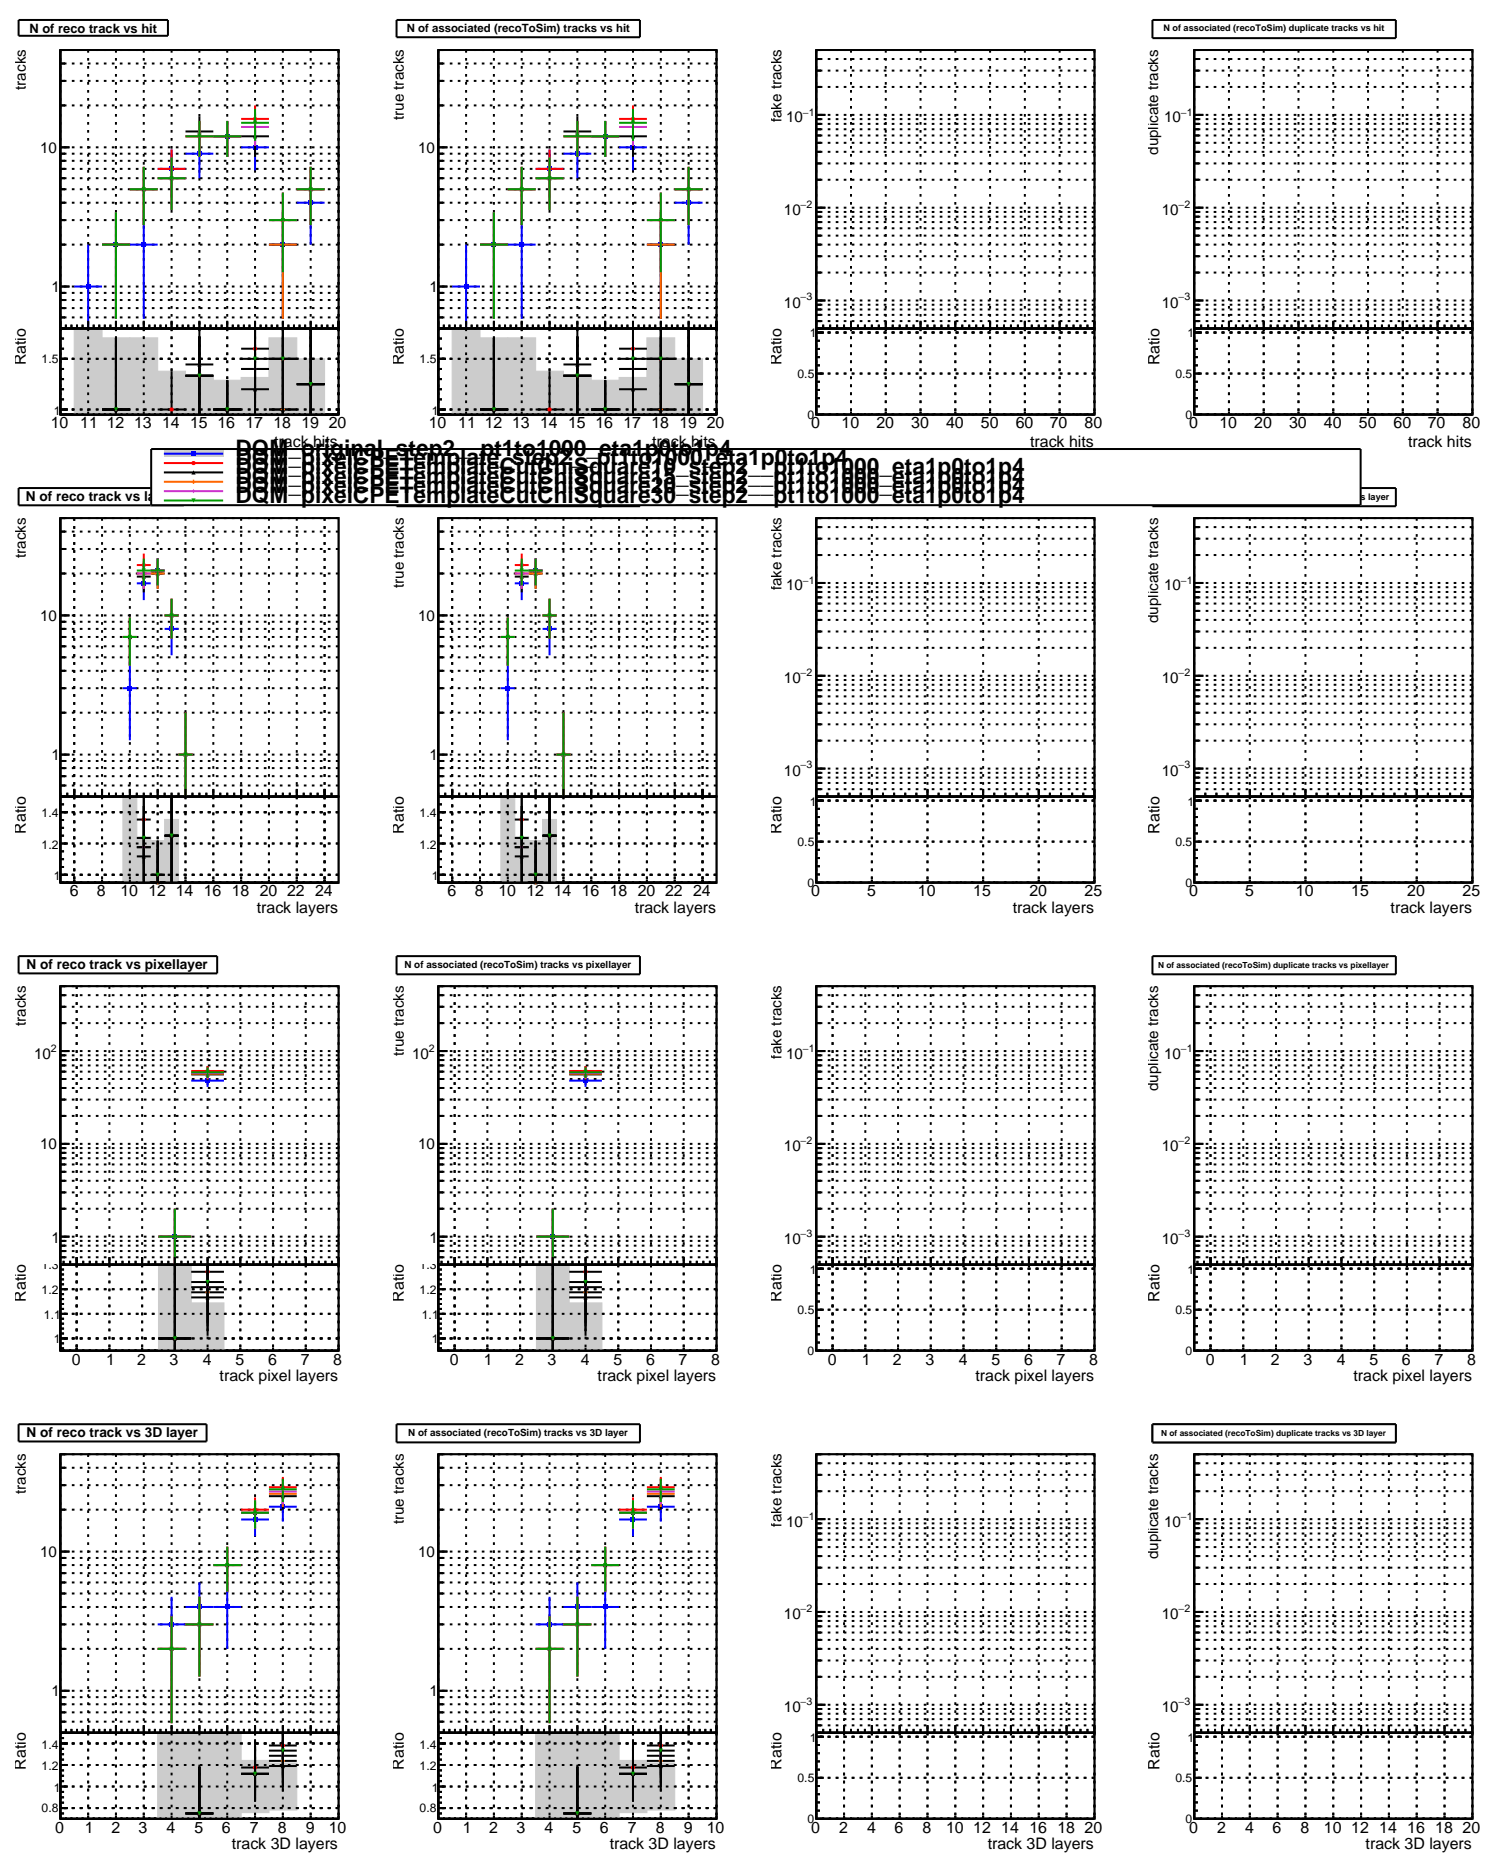 N of reco track vs hit
N of associated (recoToSim) tracks vs hit
N of associated (recoToSim) duplicate tracks vs hit
tracks
true tracks
fake tracks
duplicate tracks
10
1
10
1
10⁻¹
10⁻²
10⁻³
10⁻¹
10⁻²
10⁻³
Ratio
Ratio
Ratio
Ratio
1.5
1
1.5
1
1
0.5
0
1
0.5
0
10 11 12 13 14 15 16 17 18 19 20
10 11 12 13 14 15 16 17 18 19 20
0 10 20 30 40 50 60 70 80
0 10 20 30 40 50 60 70 80
track hits
track hits
track hits
track hits
DQM_original_step2__pt1to1000_eta1p0to1p4
DQM_pixelCPETemplateCutChiSquare30_step2__pt1to1000_eta1p0to1p4
N of reco track vs la
s layer
tracks
true tracks
fake tracks
duplicate tracks
10
1
10
1
10⁻¹
10⁻²
10⁻³
10⁻¹
10⁻²
10⁻³
Ratio
Ratio
Ratio
Ratio
1.4
1.2
1
1.4
1.2
1
1
0.5
0
1
0.5
0
6 8 10 12 14 16 18 20 22 24
6 8 10 12 14 16 18 20 22 24
0 5 10 15 20 25
0 5 10 15 20 25
track layers
track layers
track layers
track layers
N of reco track vs pixellayer
N of associated (recoToSim) tracks vs pixellayer
N of associated (recoToSim) duplicate tracks vs pixellayer
tracks
true tracks
fake tracks
duplicate tracks
10²
10
1
10²
10
1
10⁻¹
10⁻²
10⁻³
10⁻¹
10⁻²
10⁻³
Ratio
Ratio
Ratio
Ratio
1.3
1.2
1.1
1
1.3
1.2
1.1
1
1
0.5
0
1
0.5
0
0 1 2 3 4 5 6 7 8
0 1 2 3 4 5 6 7 8
0 1 2 3 4 5 6 7 8
0 1 2 3 4 5 6 7 8
track pixel layers
track pixel layers
track pixel layers
track pixel layers
N of reco track vs 3D layer
N of associated (recoToSim) tracks vs 3D layer
N of associated (recoToSim) duplicate tracks vs 3D layer
tracks
true tracks
fake tracks
duplicate tracks
10
1
10
1
10⁻¹
10⁻²
10⁻³
10⁻¹
10⁻²
10⁻³
Ratio
Ratio
Ratio
Ratio
1.4
1.2
1
0.8
1.4
1.2
1
0.8
1
0.5
0
1
0.5
0
0 1 2 3 4 5 6 7 8 9 10
0 1 2 3 4 5 6 7 8 9 10
0 2 4 6 8 10 12 14 16 18 20
0 2 4 6 8 10 12 14 16 18 20
track 3D layers
track 3D layers
track 3D layers
track 3D layers